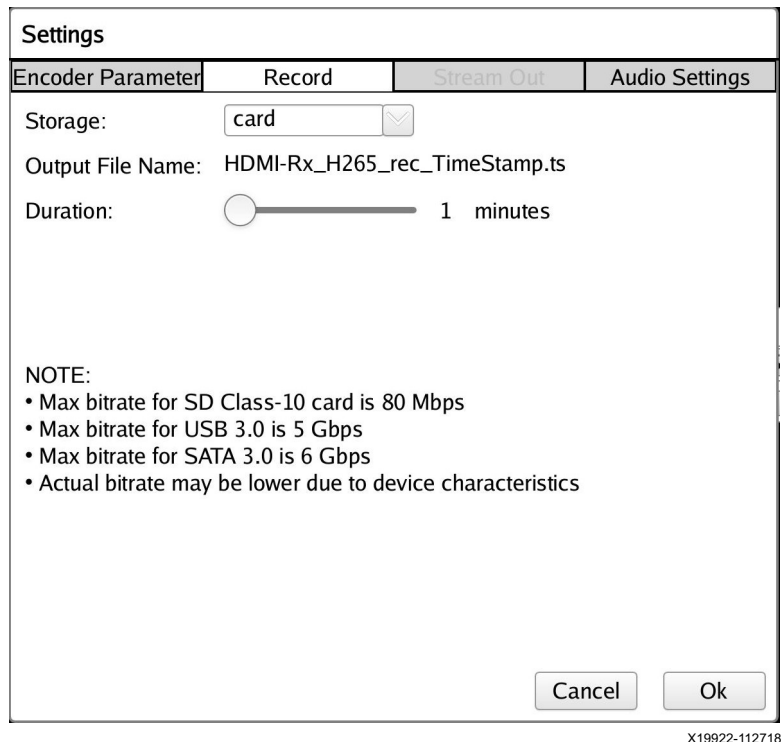 Settings
Encoder Parameter Record Stream Out Audio Settings
Storage: card
Output File Name: HDMI-Rx_H265_rec_TimeStamp.ts
Duration: 1 minutes
NOTE:
• Max bitrate for SD Class-10 card is 80 Mbps
• Max bitrate for USB 3.0 is 5 Gbps
• Max bitrate for SATA 3.0 is 6 Gbps
• Actual bitrate may be lower due to device characteristics
Cancel Ok
X19922-112718